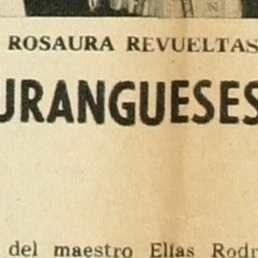 ROSAURA REVUELTAS
URANGUESES
del maestro Elías Rodr